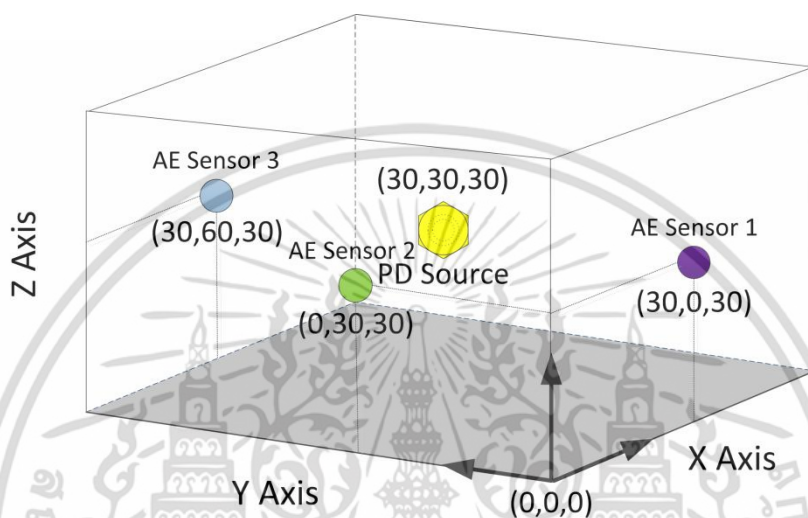 AE Sensor 3
(30,30,30)
AE Sensor 1
(30,60,30)
AE Sensor 2
PD Source
(30,0,30)
(0,30,30)
Z Axis
X Axis
Y Axis
(0,0,0)